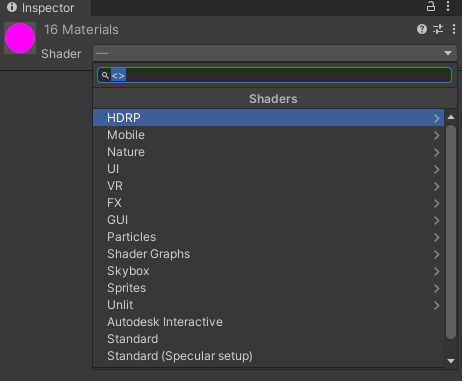 Inspector
16 Materials
Shader
—
<>
Shaders
HDRP
Mobile
Nature
UI
VR
FX
GUI
Particles
Shader Graphs
Skybox
Sprites
Unlit
Autodesk Interactive
Standard
Standard (Specular setup)